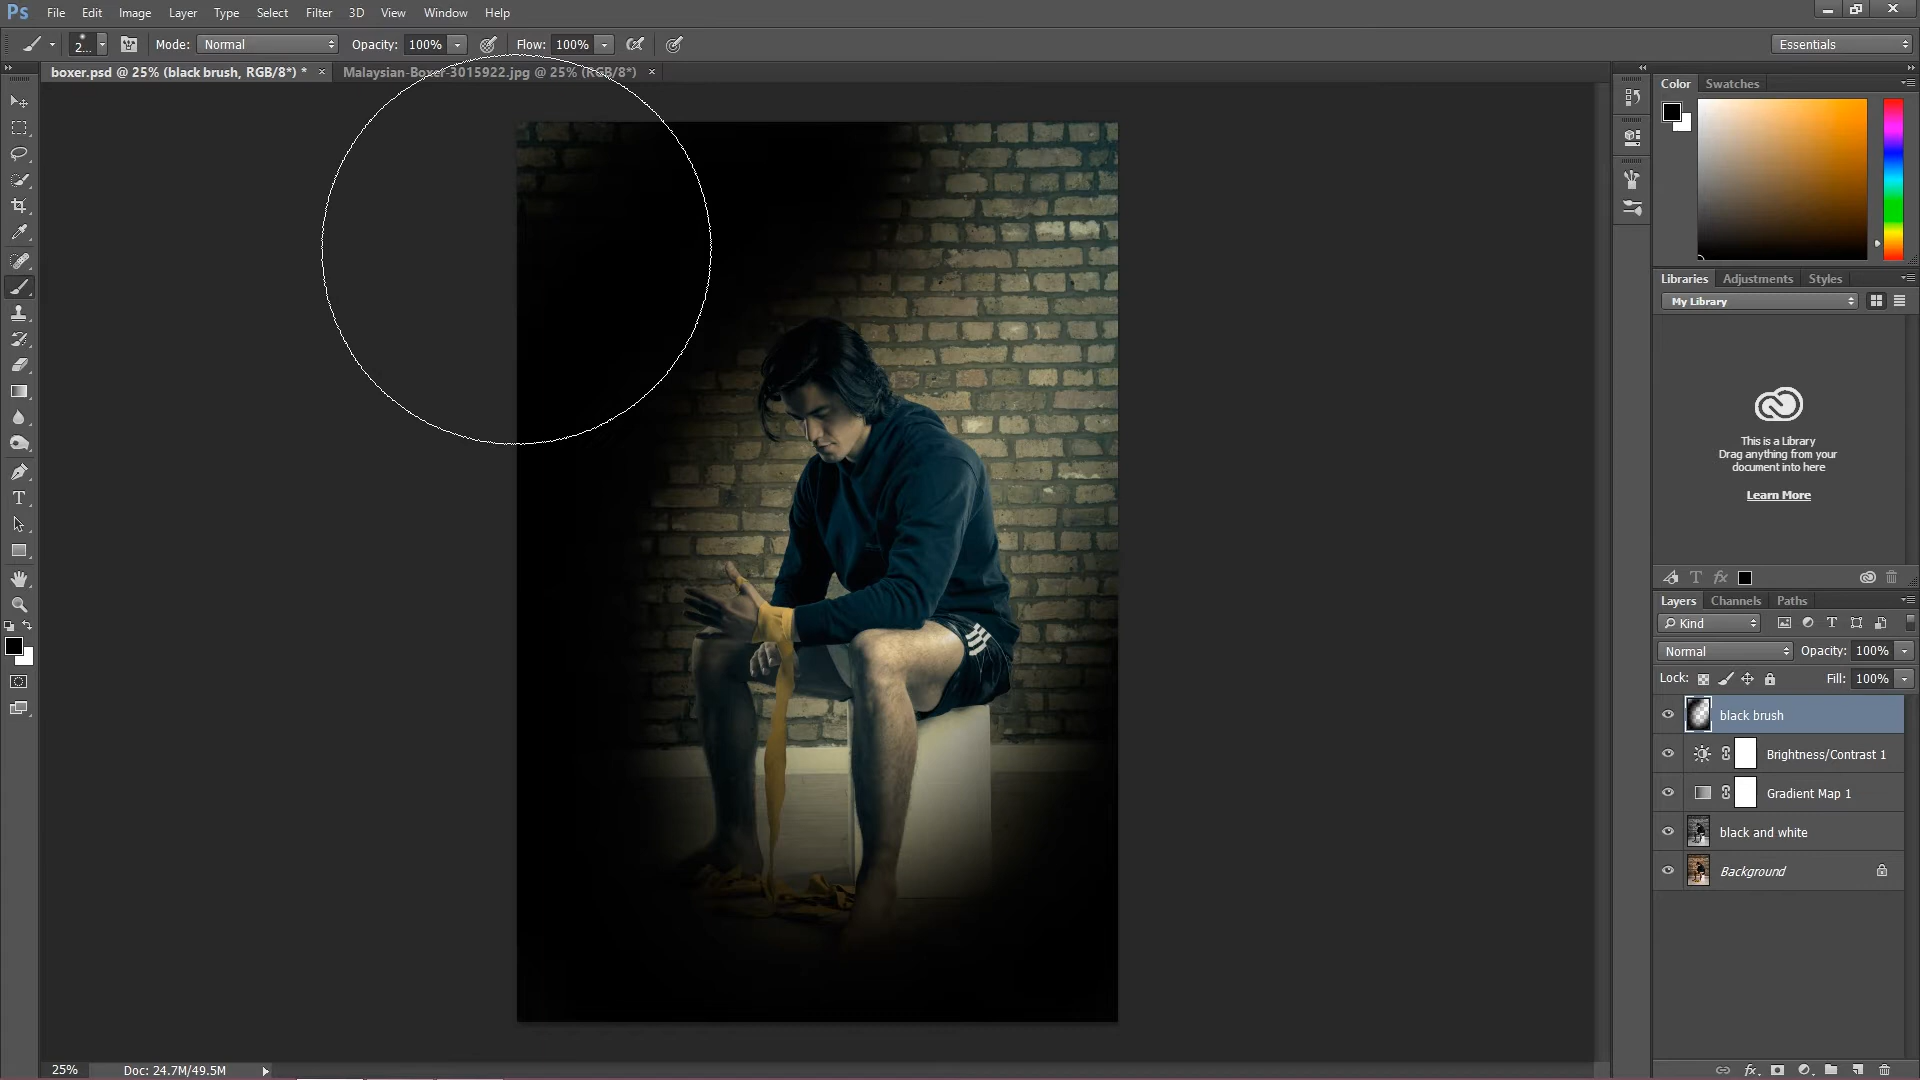 Ps File Edit Image Layer Type Select Filter 3D View Window Help
2... Mode: Normal Opacity: 100% Flow: 100% Essentials
boxer.psd @ 25% (black brush, RGB/8*) * × Malaysian-Boxer-3015922.jpg @ 25% (RGB/8*) ×
Color Swatches
Libraries Adjustments Styles
My Library
This is a Library
Drag anything from your
document into here
Learn More
T fx
Layers Channels Paths
Kind
Normal Opacity: 100%
Lock: Fill: 100%
black brush
Brightness/Contrast 1
Gradient Map 1
black and white
Background
25% Doc: 24.7M/49.5M
fx